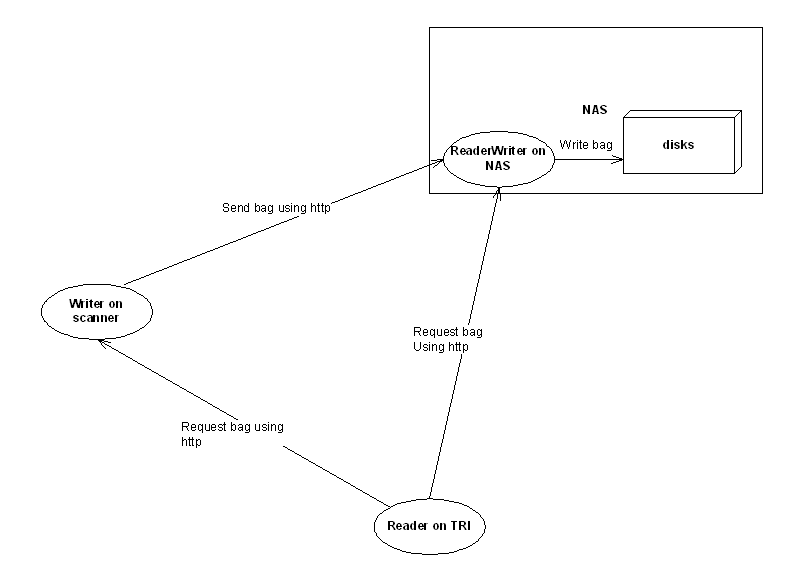 NAS
ReaderWriter on
NAS
Write bag
disks
Send bag using http
Writer on
scanner
Request bag
Using http
Request bag using
http
Reader on TRI